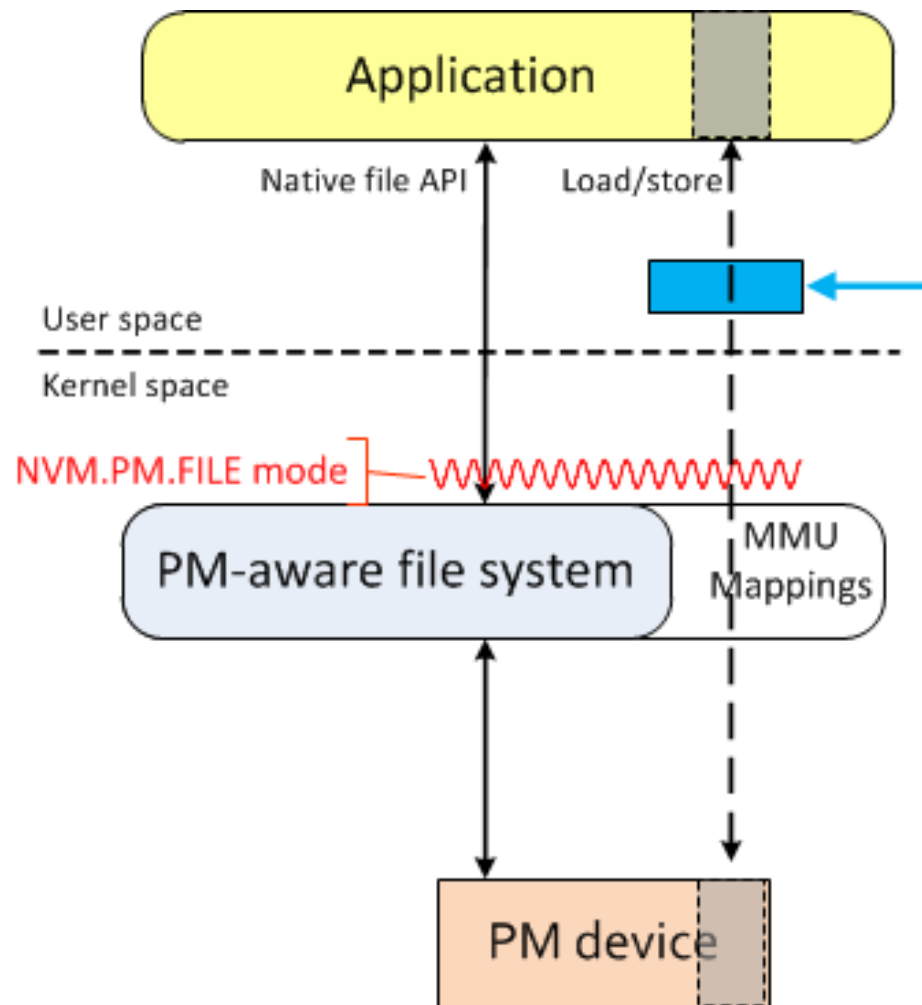 Application
Native file API
Load/store
User space
Kernel space
NVM.PM.FILE mode
PM-aware file system
MMU
Mappings
PM device